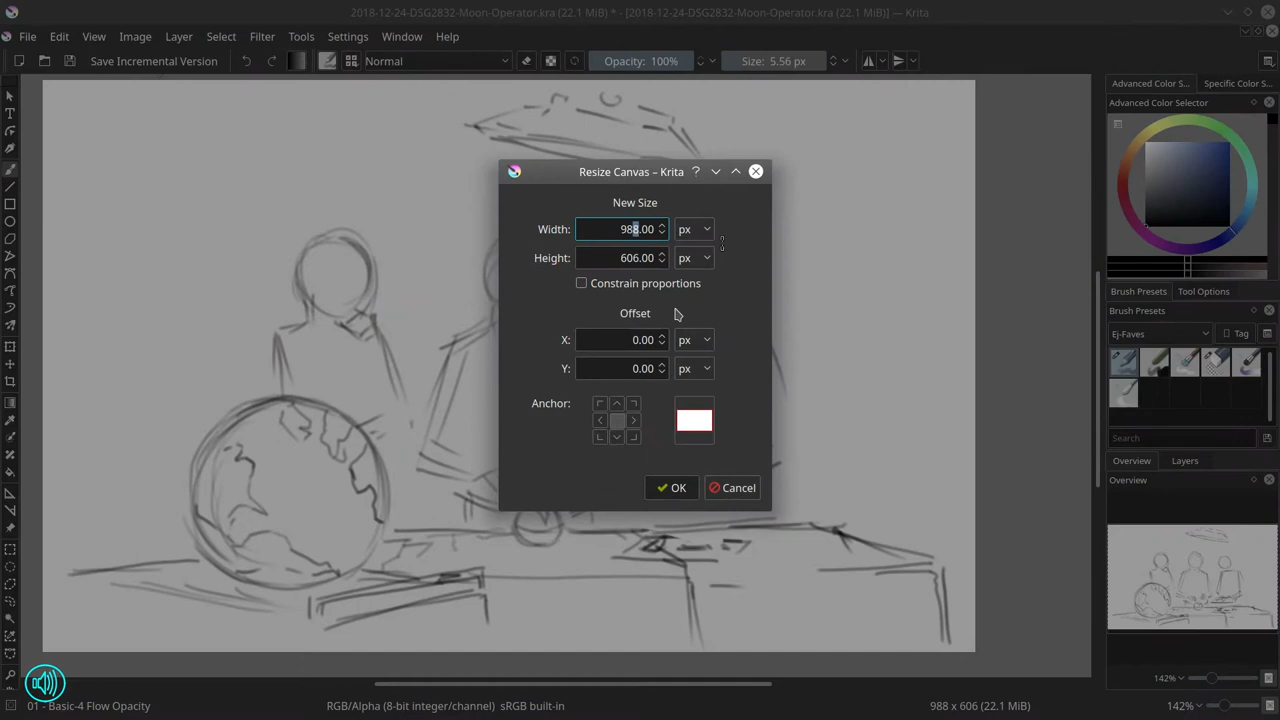 2018-12-24-DSG2832-Moon-Operator.kra (22.1 MiB) * - [2018-12-24-DSG2832-Moon-Operator.kra (22.1 MiB)] — Krita
File Edit View Image Layer Select Filter Tools Settings Window Help
Save Incremental Version Normal Opacity: 100% Size: 5.56 px
Advanced Color S... Specific Color S...
Advanced Color Selector
Resize Canvas – Krita
New Size
Width: 988.00 px
Height: 606.00 px
Constrain proportions
Offset
X: 0.00 px
Y: 0.00 px
Anchor:
OK Cancel
Brush Presets Tool Options
Brush Presets
Ej-Faves Tag
Search
Overview Layers
Overview
142%
01 - Basic-4 Flow Opacity RGB/Alpha (8-bit integer/channel) sRGB built-in 988 x 606 (22.1 MiB) 142%